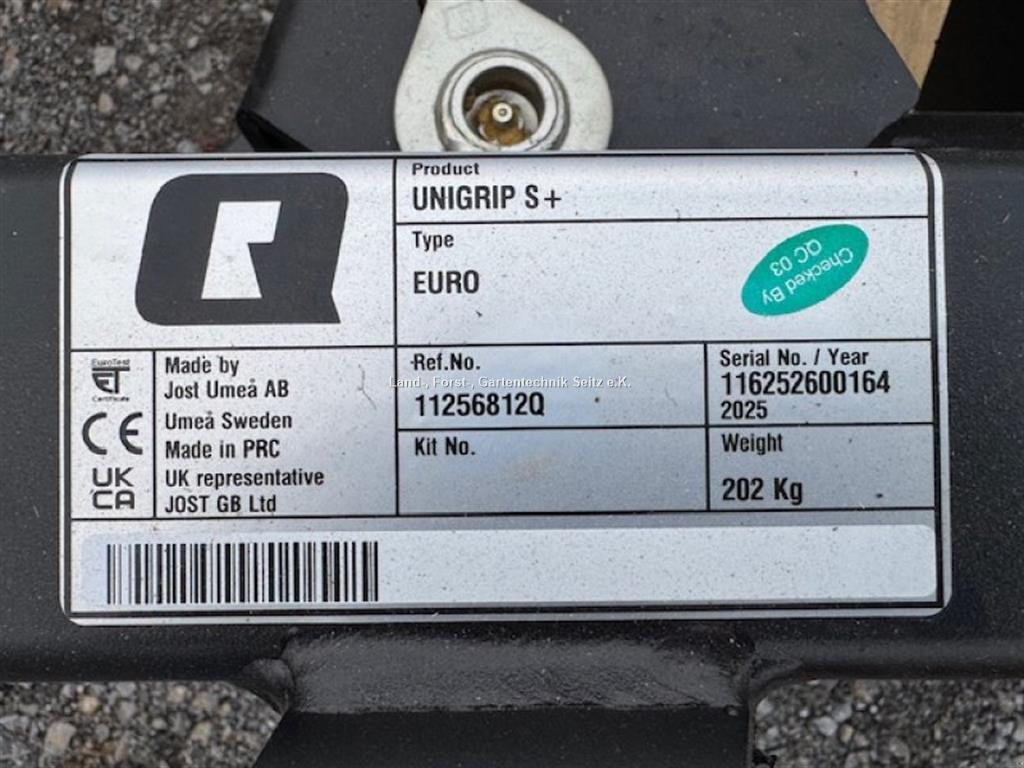 Product
UNIGRIP S+
Type
EURO
Checked By
QC 03
EuroTest
ET
Certificate
CE
UK
CA
Made by
Jost Umeå AB
Umeå Sweden
Made in PRC
UK representative
JOST GB Ltd
Ref.No.
11256812Q
Kit No.
Serial No. / Year
116252600164
2025
Weight
202 Kg
Land-, Forst-, Gartentechnik Seitz e.K.